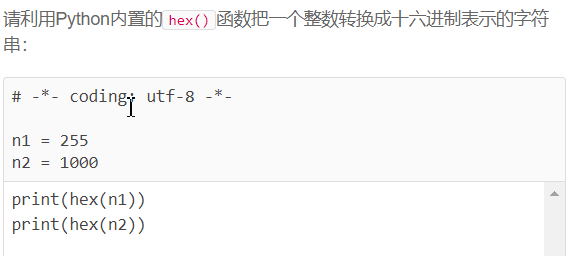 请利用Python内置的hex()函数把一个整数转换成十六进制表示的字符
串：
# -*- coding: utf-8 -*-
n1 = 255
n2 = 1000
print(hex(n1))
print(hex(n2))